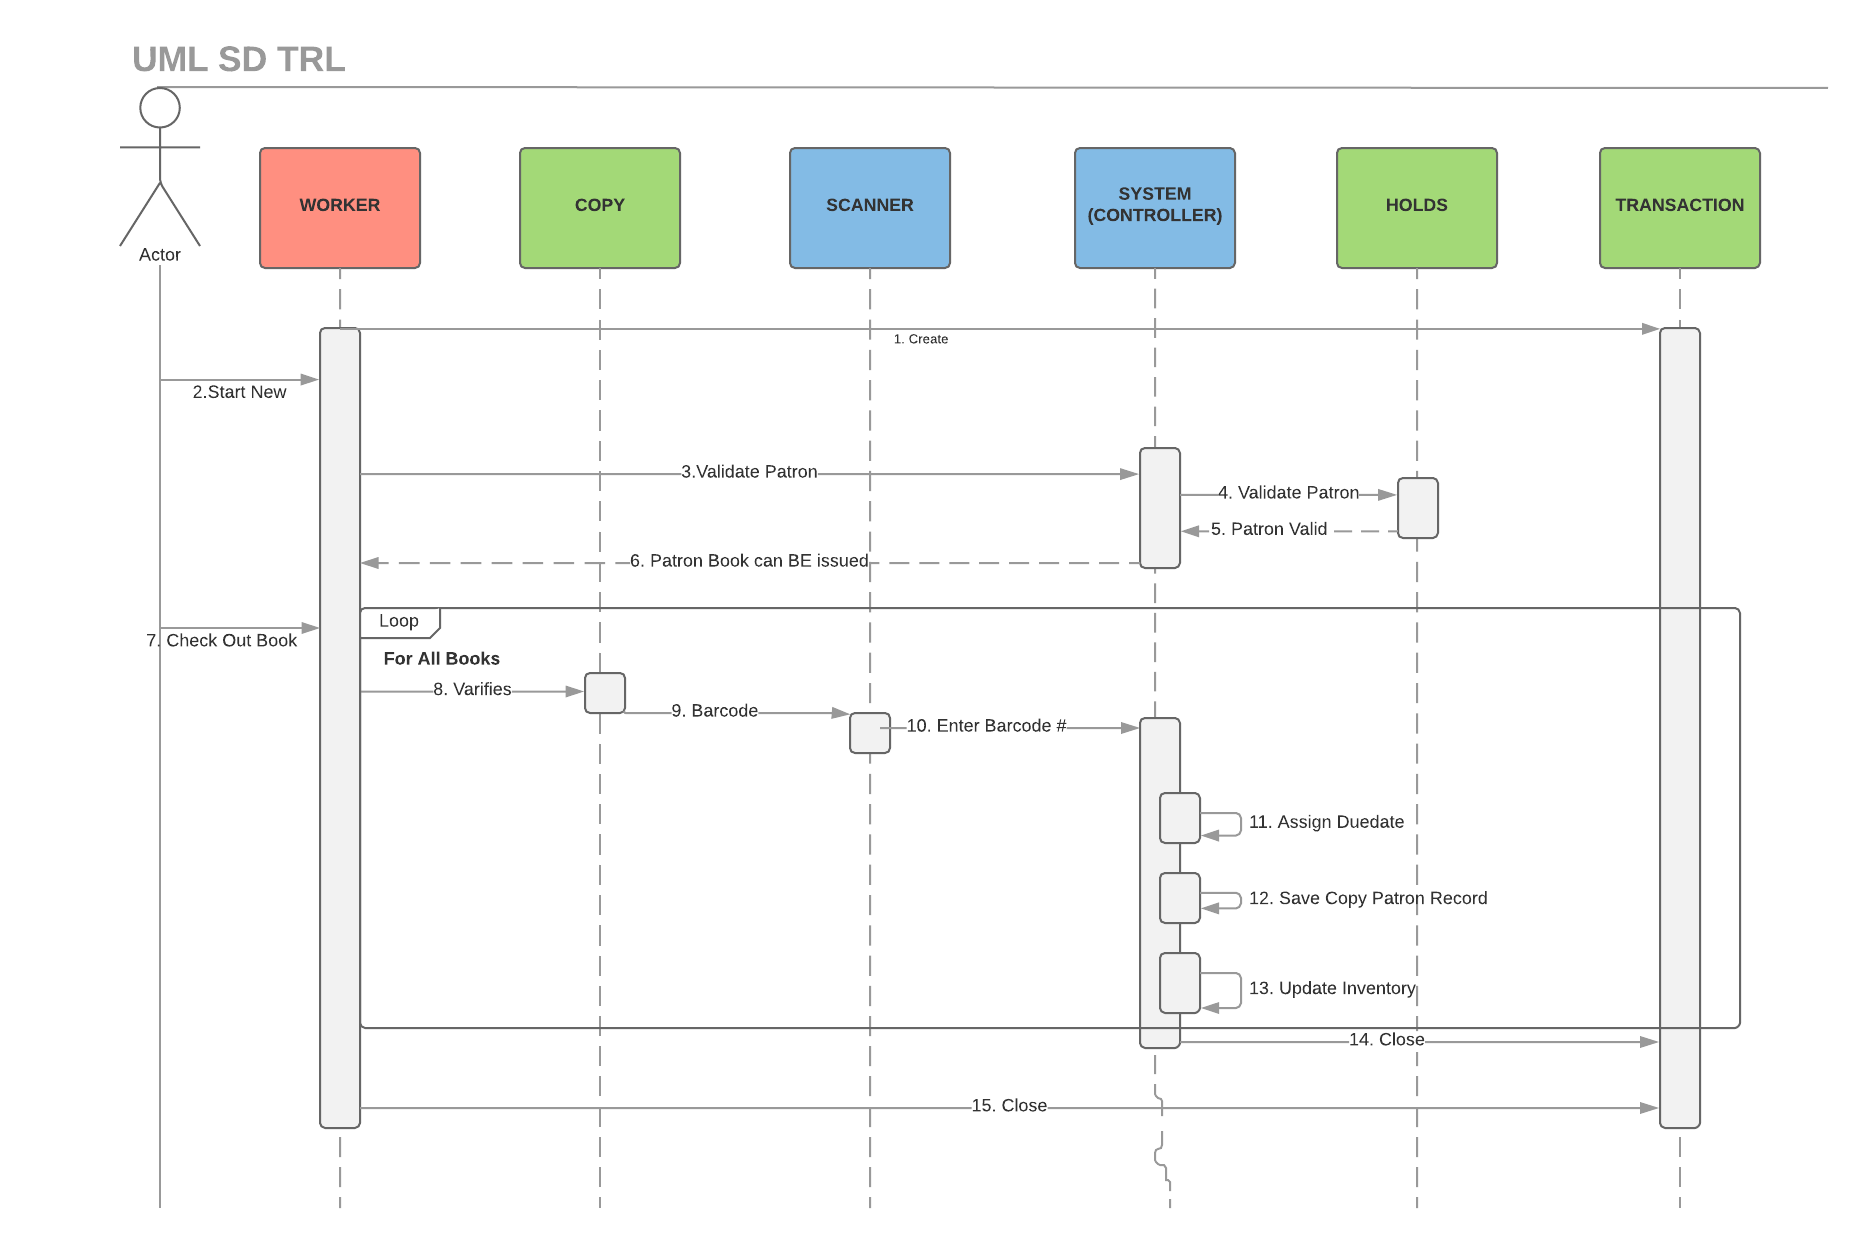 UML SD TRL
Actor
WORKER
COPY
SCANNER
SYSTEM
(CONTROLLER)
HOLDS
TRANSACTION
1. Create
2.Start New
3.Validate Patron
4. Validate Patron
5. Patron Valid
6. Patron Book can BE issued
Loop
7. Check Out Book
For All Books
8. Varifies
9. Barcode
10. Enter Barcode #
11. Assign Duedate
12. Save Copy Patron Record
13. Update Inventory
14. Close
15. Close